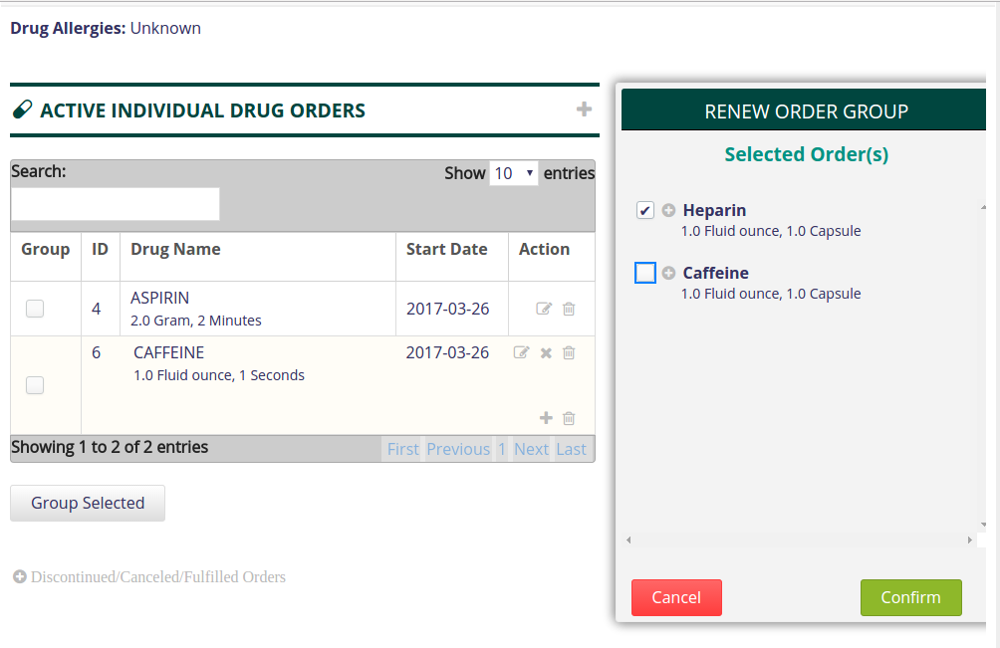 Drug Allergies: Unknown
ACTIVE INDIVIDUAL DRUG ORDERS
Search:
Show 10 entries
Group ID Drug Name Start Date Action
4 ASPIRIN 2017-03-26
2.0 Gram, 2 Minutes
6 CAFFEINE 2017-03-26
1.0 Fluid ounce, 1 Seconds
Showing 1 to 2 of 2 entries First Previous 1 Next Last
Group Selected
Discontinued/Canceled/Fulfilled Orders
RENEW ORDER GROUP
Selected Order(s)
Heparin
1.0 Fluid ounce, 1.0 Capsule
Caffeine
1.0 Fluid ounce, 1.0 Capsule
Cancel Confirm